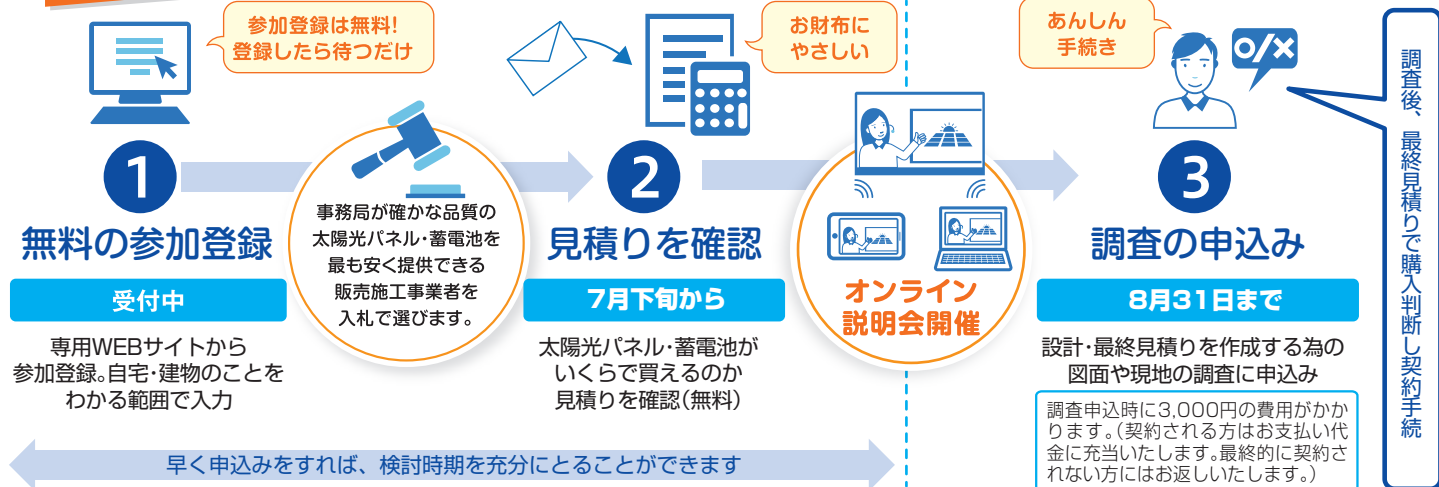 参加登録は無料!
登録したら待つだけ
1
無料の参加登録
受付中
専用WEBサイトから
参加登録。自宅・建物のことを
わかる範囲で入力
事務局が確かな品質の
太陽光パネル・蓄電池を
最も安く提供できる
販売施工事業者を
入札で選びます。
お財布に
やさしい
2
見積りを確認
7月下旬から
太陽光パネル・蓄電池が
いくらで買えるのか
見積りを確認(無料)
早く申込みをすれば、検討時期を充分にとることができます
オンライン
説明会開催
あんしん
手続き
o/×
3
調査の申込み
8月31日まで
設計・最終見積りを作成する為の
図面や現地の調査に申込み
調査申込時に3,000円の費用がかか
ります。(契約される方はお支払い代
金に充当いたします。最終的に契約さ
れない方にはお返しいたします。)
調査後、最終見積りで購入判断し契約手続